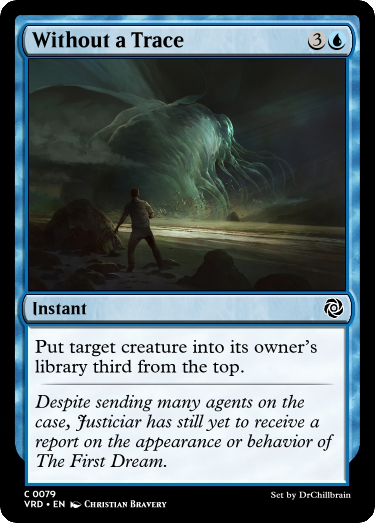 Without a Trace 3
Instant
Put target creature into its owner's
library third from the top.
Despite sending many agents on the
case, Justiciar has still yet to receive a
report on the appearance or behavior of
The First Dream.
C 0079
VRD • EN Christian Bravery
Set by DrChillbrain